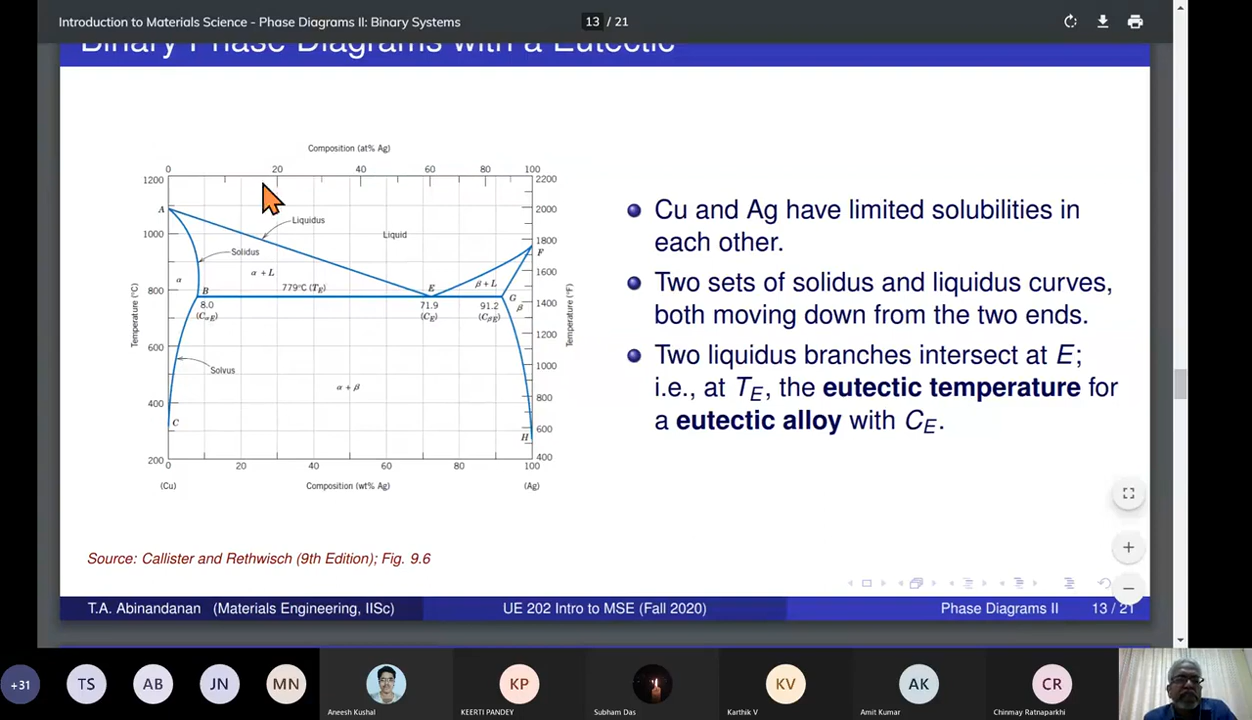 Introduction to Materials Science - Phase Diagrams II: Binary Systems
13 / 21
Binary Phase Diagrams with a Eutectic
Composition (at% Ag)
0 20 40 60 80 100
1200 2200
A 2000
Liquidus
1000 Liquid 1800
Solidus F
α + L 1600
α β + L
779°C (T_E)
800 B E G 1400
8.0 71.9 91.2 β
(C_αE) (C_E) (C_βE)
1200
Temperature (°C)
Temperature (°F)
600
1000
Solvus
α + β
400 800
C 600
H
200 400
0 20 40 60 80 100
(Cu) Composition (wt% Ag) (Ag)
Cu and Ag have limited solubilities in
each other.
Two sets of solidus and liquidus curves,
both moving down from the two ends.
Two liquidus branches intersect at E;
i.e., at T_E, the eutectic temperature for
a eutectic alloy with C_E.
Source: Callister and Rethwisch (9th Edition); Fig. 9.6
T.A. Abinandanan (Materials Engineering, IISc) UE 202 Intro to MSE (Fall 2020) Phase Diagrams II 13 / 21
+31 TS AB JN MN KP KV AK CR
Aneesh Kushal KEERTI PANDEY Subham Das Karthik V Amit Kumar Chinmay Ratnaparkhi